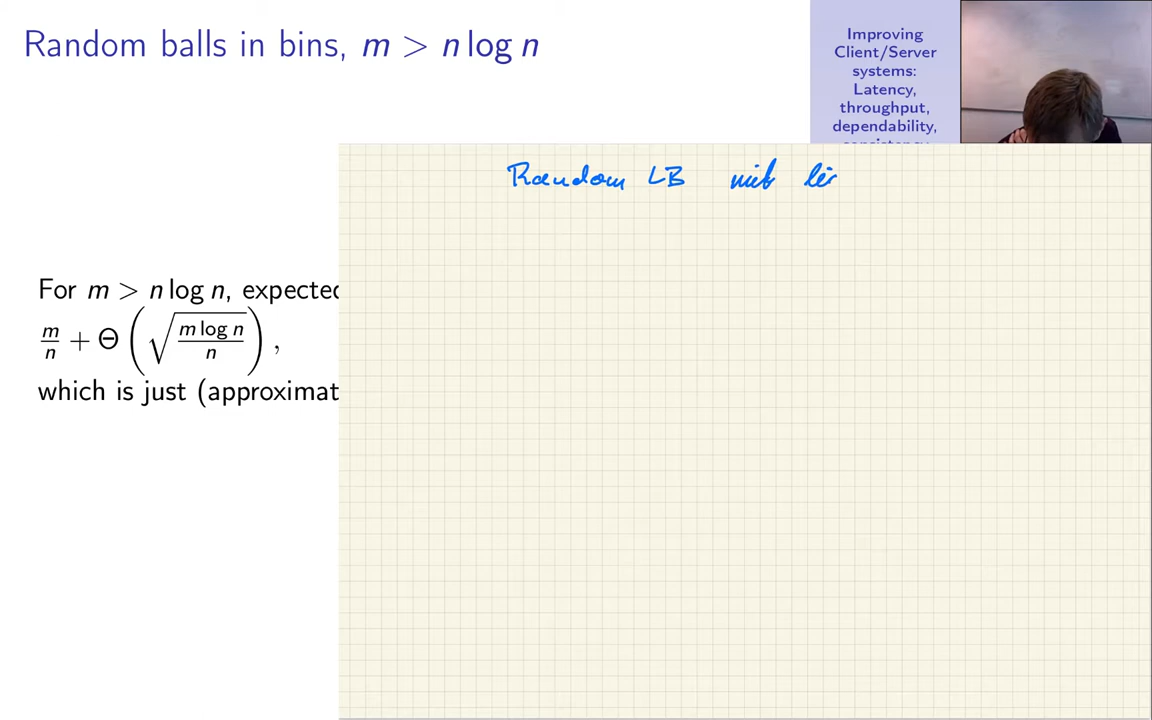 Random balls in bins, m > n log n
Improving
Client/Server
systems:
Latency,
throughput,
dependability,
Random LB mit
For m > n log n, expected
m/n + Θ(√(m log n / n)),
which is just (approximat